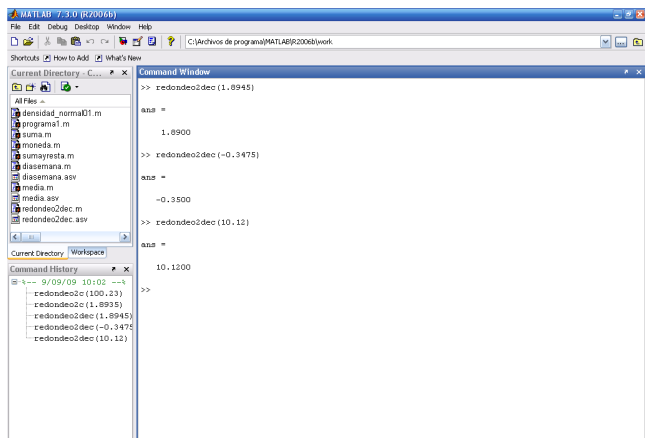 MATLAB 7.3.0 (R2006b)
File Edit Debug Desktop Window Help
C:\Archivos de programa\MATLAB\R2006b\work
Shortcuts How to Add What's New
Current Directory - C...
All Files
densidad_normal01.m
programa1.m
suma.m
moneda.m
sumayresta.m
diasemana.m
diasemana.asv
media.m
media.asv
redondeo2dec.m
redondeo2dec.asv
Current Directory Workspace
Command History
%-- 9/09/09 10:02 --%
redondeo2c(100.23)
redondeo2c(1.8935)
redondeo2dec(1.8945)
redondeo2dec(-0.3475
redondeo2dec(10.12)
Command Window
>> redondeo2dec(1.8945)
ans =
1.8900
>> redondeo2dec(-0.3475)
ans =
-0.3500
>> redondeo2dec(10.12)
ans =
10.1200
>>